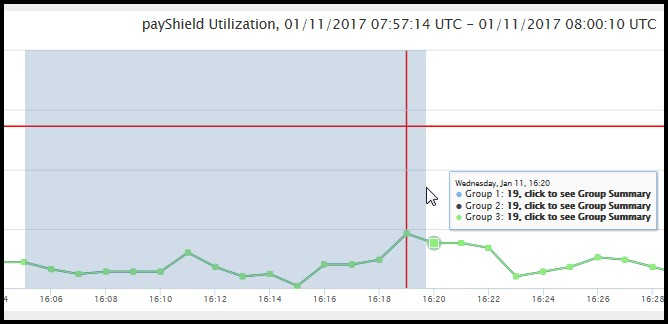 payShield Utilization, 01/11/2017 07:57:14 UTC - 01/11/2017 08:00:10 UTC
Wednesday, Jan 11, 16:20
Group 1: 19, click to see Group Summary
Group 2: 19, click to see Group Summary
Group 3: 19, click to see Group Summary
4 16:06 16:08 16:10 16:12 16:14 16:16 16:18 16:20 16:22 16:24 16:26 16:28